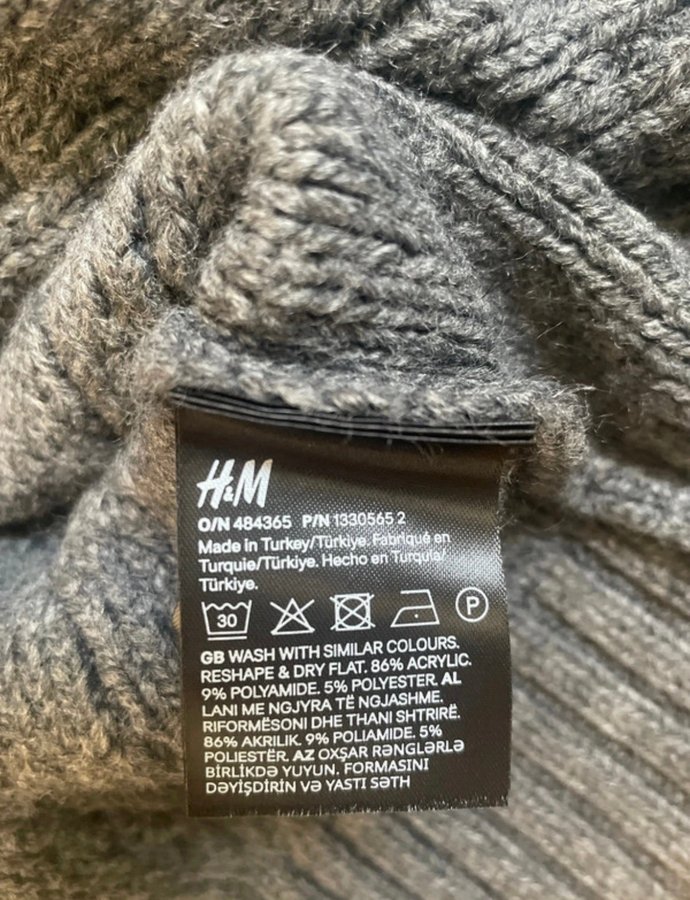 H&M
O/N 484365 P/N 1330565 2
Made in Turkey/Türkiye. Fabriqué en
Turquie/Türkiye. Hecho en Turquía/
Türkiye.
30 P
GB WASH WITH SIMILAR COLOURS.
RESHAPE & DRY FLAT. 86% ACRYLIC.
9% POLYAMIDE. 5% POLYESTER. AL
LANI ME NGJYRA TË NGJASHME.
RIFORMËSONI DHE THANI SHTRIRË.
86% AKRILIK. 9% POLIAMIDE. 5%
POLIESTËR. AZ OXŞAR RƏNGLƏRLƏ
BİRLİKDƏ YUYUN. FORMASINI
DƏYİŞDİRİN VƏ YASTI SƏTH